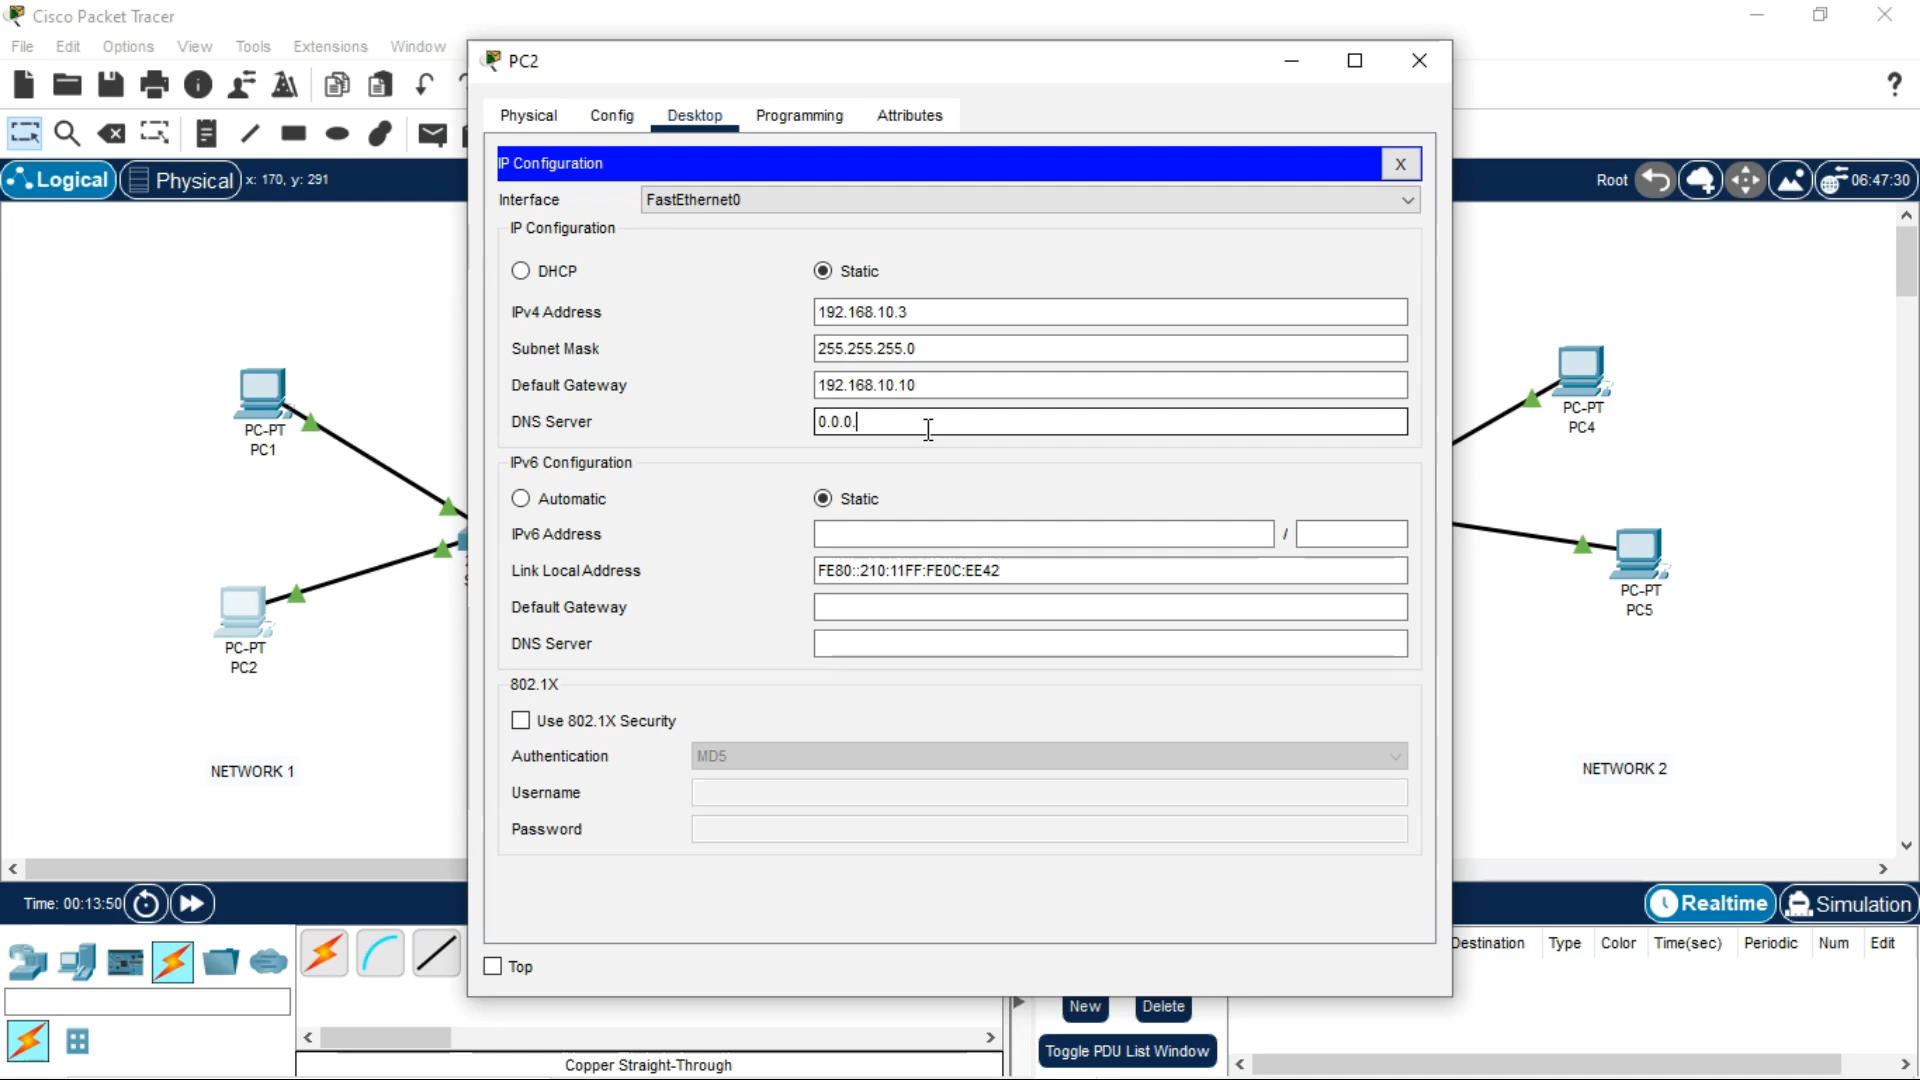 Cisco Packet Tracer
File Edit Options View Tools Extensions Window
PC2
Physical Config Desktop Programming Attributes
IP Configuration X
Logical Physical x: 170, y: 291
Root 06:47:30
Interface FastEthernet0
IP Configuration
DHCP Static
IPv4 Address 192.168.10.3
Subnet Mask 255.255.255.0
Default Gateway 192.168.10.10
DNS Server 0.0.0.
IPv6 Configuration
Automatic Static
IPv6 Address /
Link Local Address FE80::210:11FF:FE0C:EE42
Default Gateway
DNS Server
802.1X
Use 802.1X Security
Authentication MD5
Username
Password
Top
PC-PT
PC1
PC-PT
PC2
NETWORK 1
PC-PT
PC4
PC-PT
PC5
NETWORK 2
Time: 00:13:50
Realtime Simulation
Destination Type Color Time(sec) Periodic Num Edit
New Delete
Toggle PDU List Window
Copper Straight-Through